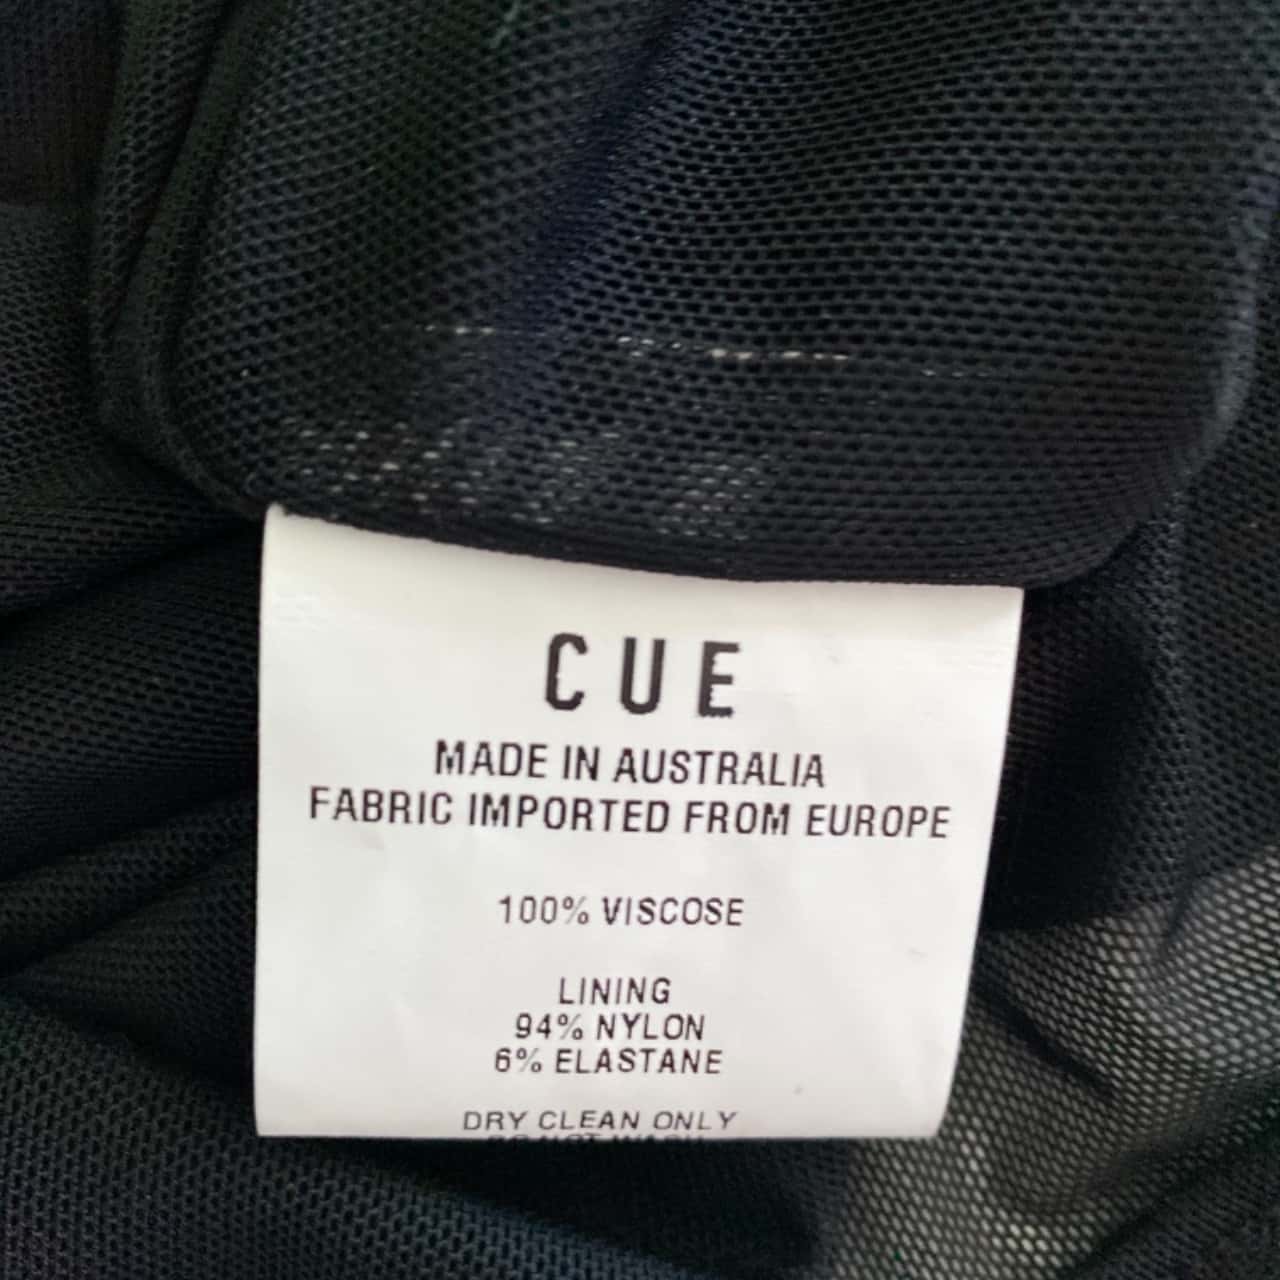 CUE
MADE IN AUSTRALIA
FABRIC IMPORTED FROM EUROPE
100% VISCOSE
LINING
94% NYLON
6% ELASTANE
DRY CLEAN ONLY